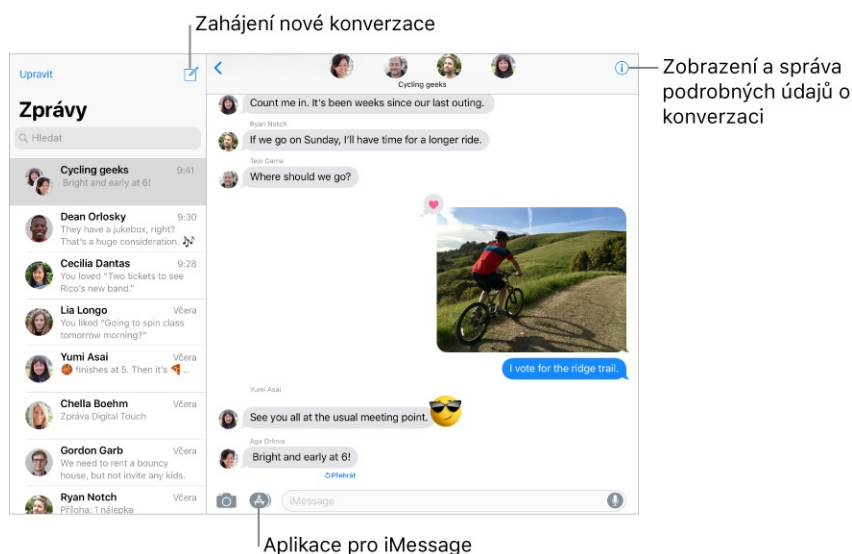 Zahájení nové konverzace
Upravit
Zprávy
Hledat
Cycling geeks 9:41
Bright and early at 6!
Dean Orlosky 9:30
They have a jukebox, right?
That's a huge consideration.
Cecilia Dantas 9:28
You loved "Two tickets to see
Rico's new band."
Lia Longo Včera
You liked "Going to spin class
tomorrow morning?"
Yumi Asai Včera
finishes at 5. Then it's ...
Chella Boehm Včera
Zpráva Digital Touch
Gordon Garb Včera
We need to rent a bouncy
house, but not invite any kids.
Ryan Notch Včera
Příloha: 1 nálepka
Cycling geeks
Count me in. It's been weeks since our last outing.
Ryan Notch
If we go on Sunday, I'll have time for a longer ride.
Tejo Dama
Where should we go?
I vote for the ridge trail.
Yumi Asai
See you all at the usual meeting point.
Aga Orlova
Bright and early at 6!
Přehrát
iMessage
Zobrazení a správa
podrobných údajů o
konverzaci
Aplikace pro iMessage